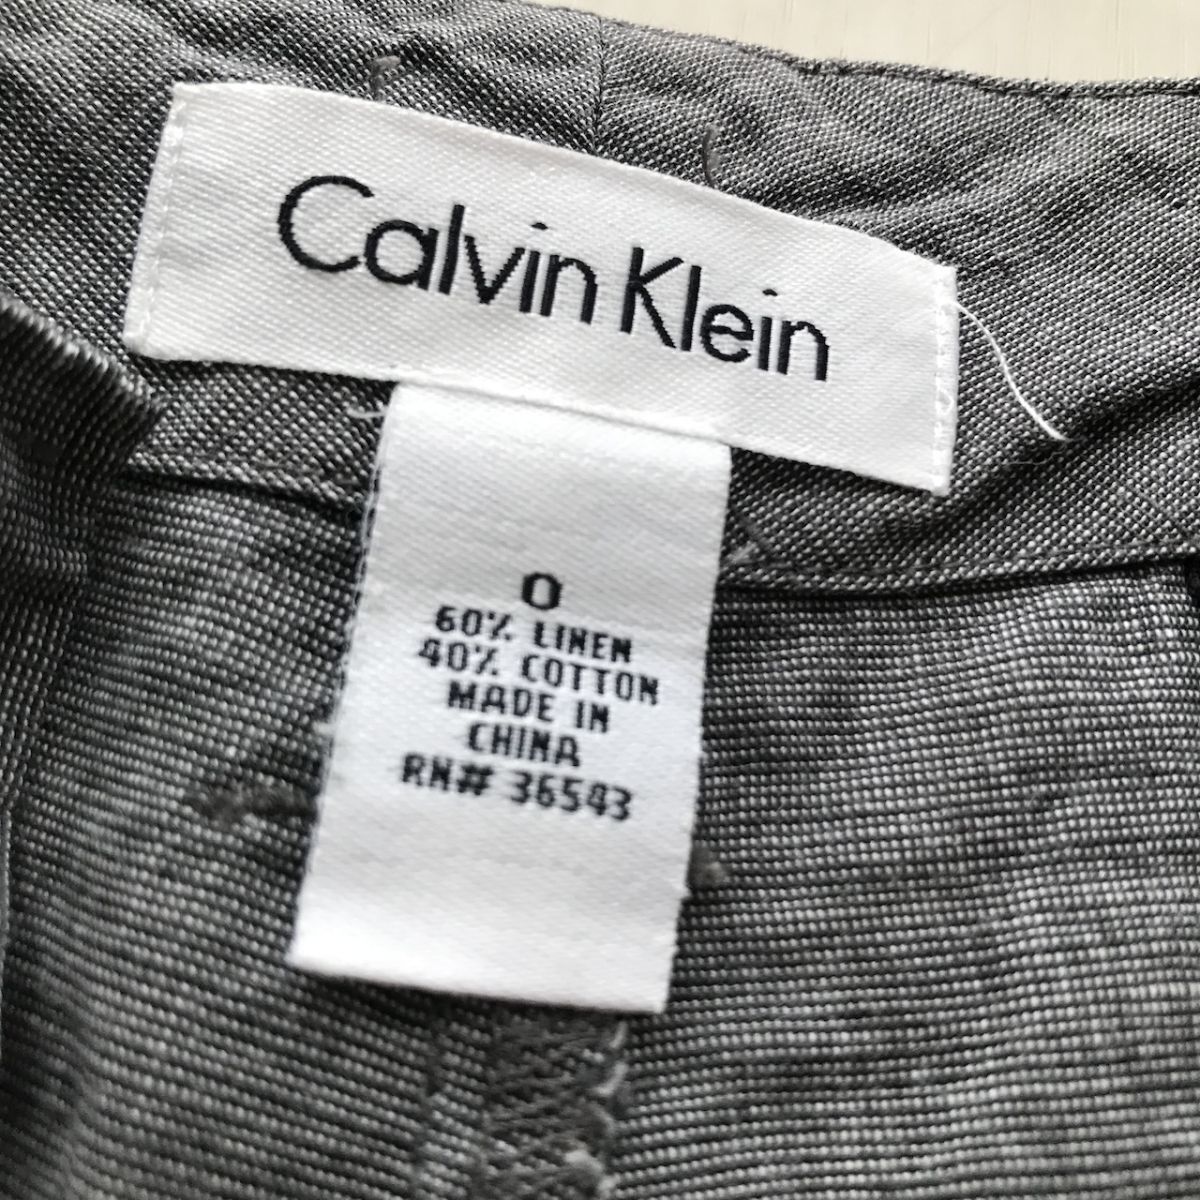 Calvin Klein
0
60% LINEN
40% COTTON
MADE IN
CHINA
RN# 36543